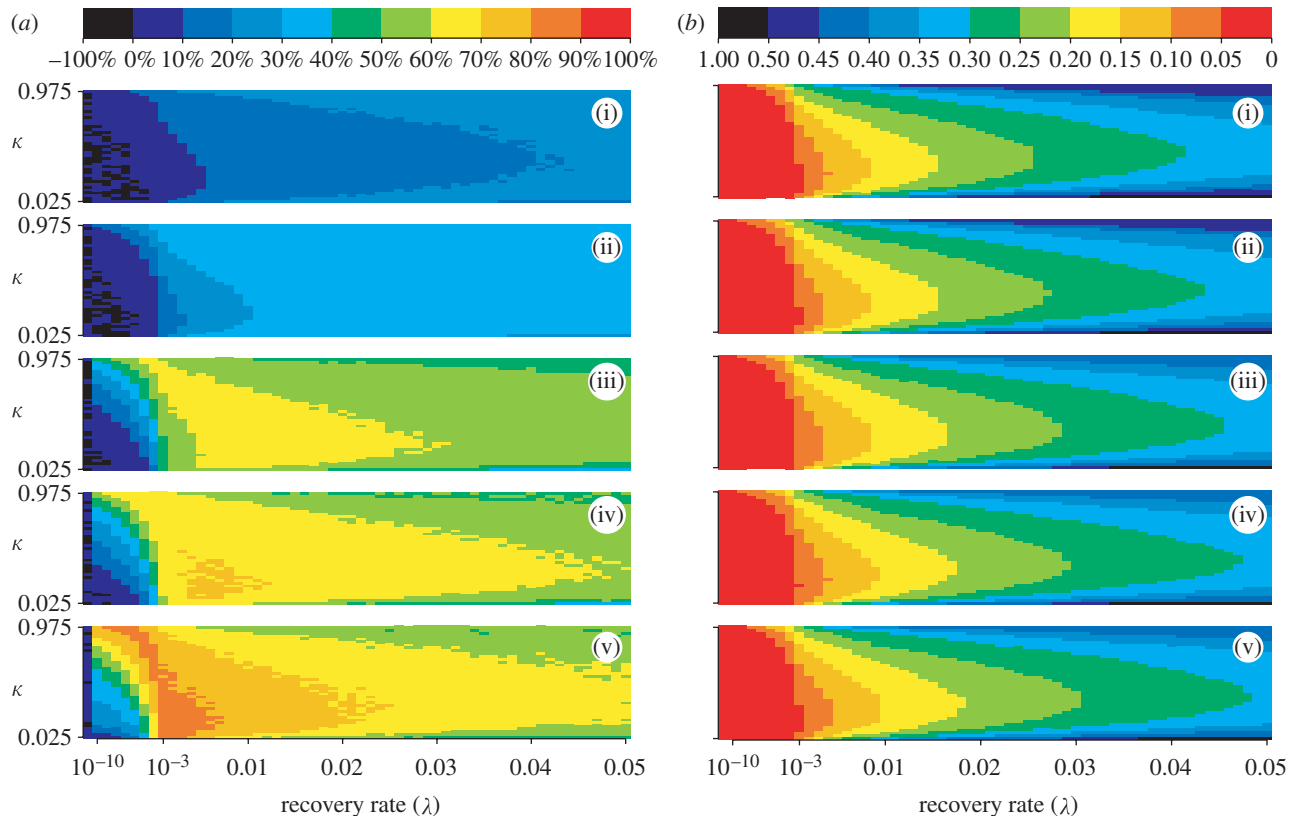 (a)
−100% 0% 10% 20% 30% 40% 50% 60% 70% 80% 90% 100%
0.975
κ
0.025
(i)
0.975
κ
0.025
(ii)
0.975
κ
0.025
(iii)
0.975
κ
0.025
(iv)
0.975
κ
0.025
(v)
10⁻¹⁰ 10⁻³ 0.01 0.02 0.03 0.04 0.05
recovery rate (λ)
(b)
1.00 0.50 0.45 0.40 0.35 0.30 0.25 0.20 0.15 0.10 0.05 0
(i)
(ii)
(iii)
(iv)
(v)
10⁻¹⁰ 10⁻³ 0.01 0.02 0.03 0.04 0.05
recovery rate (λ)